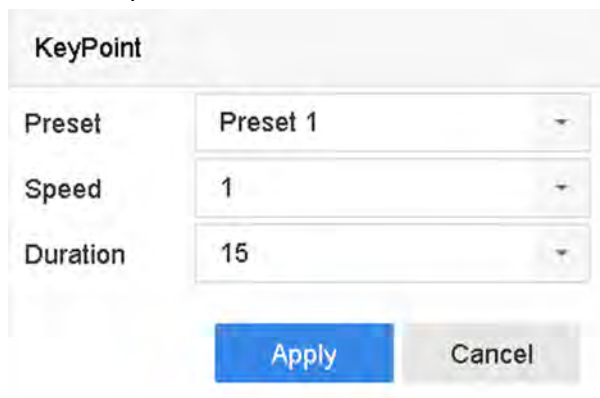 KeyPoint
Preset Preset 1
Speed 1
Duration 15
Apply Cancel